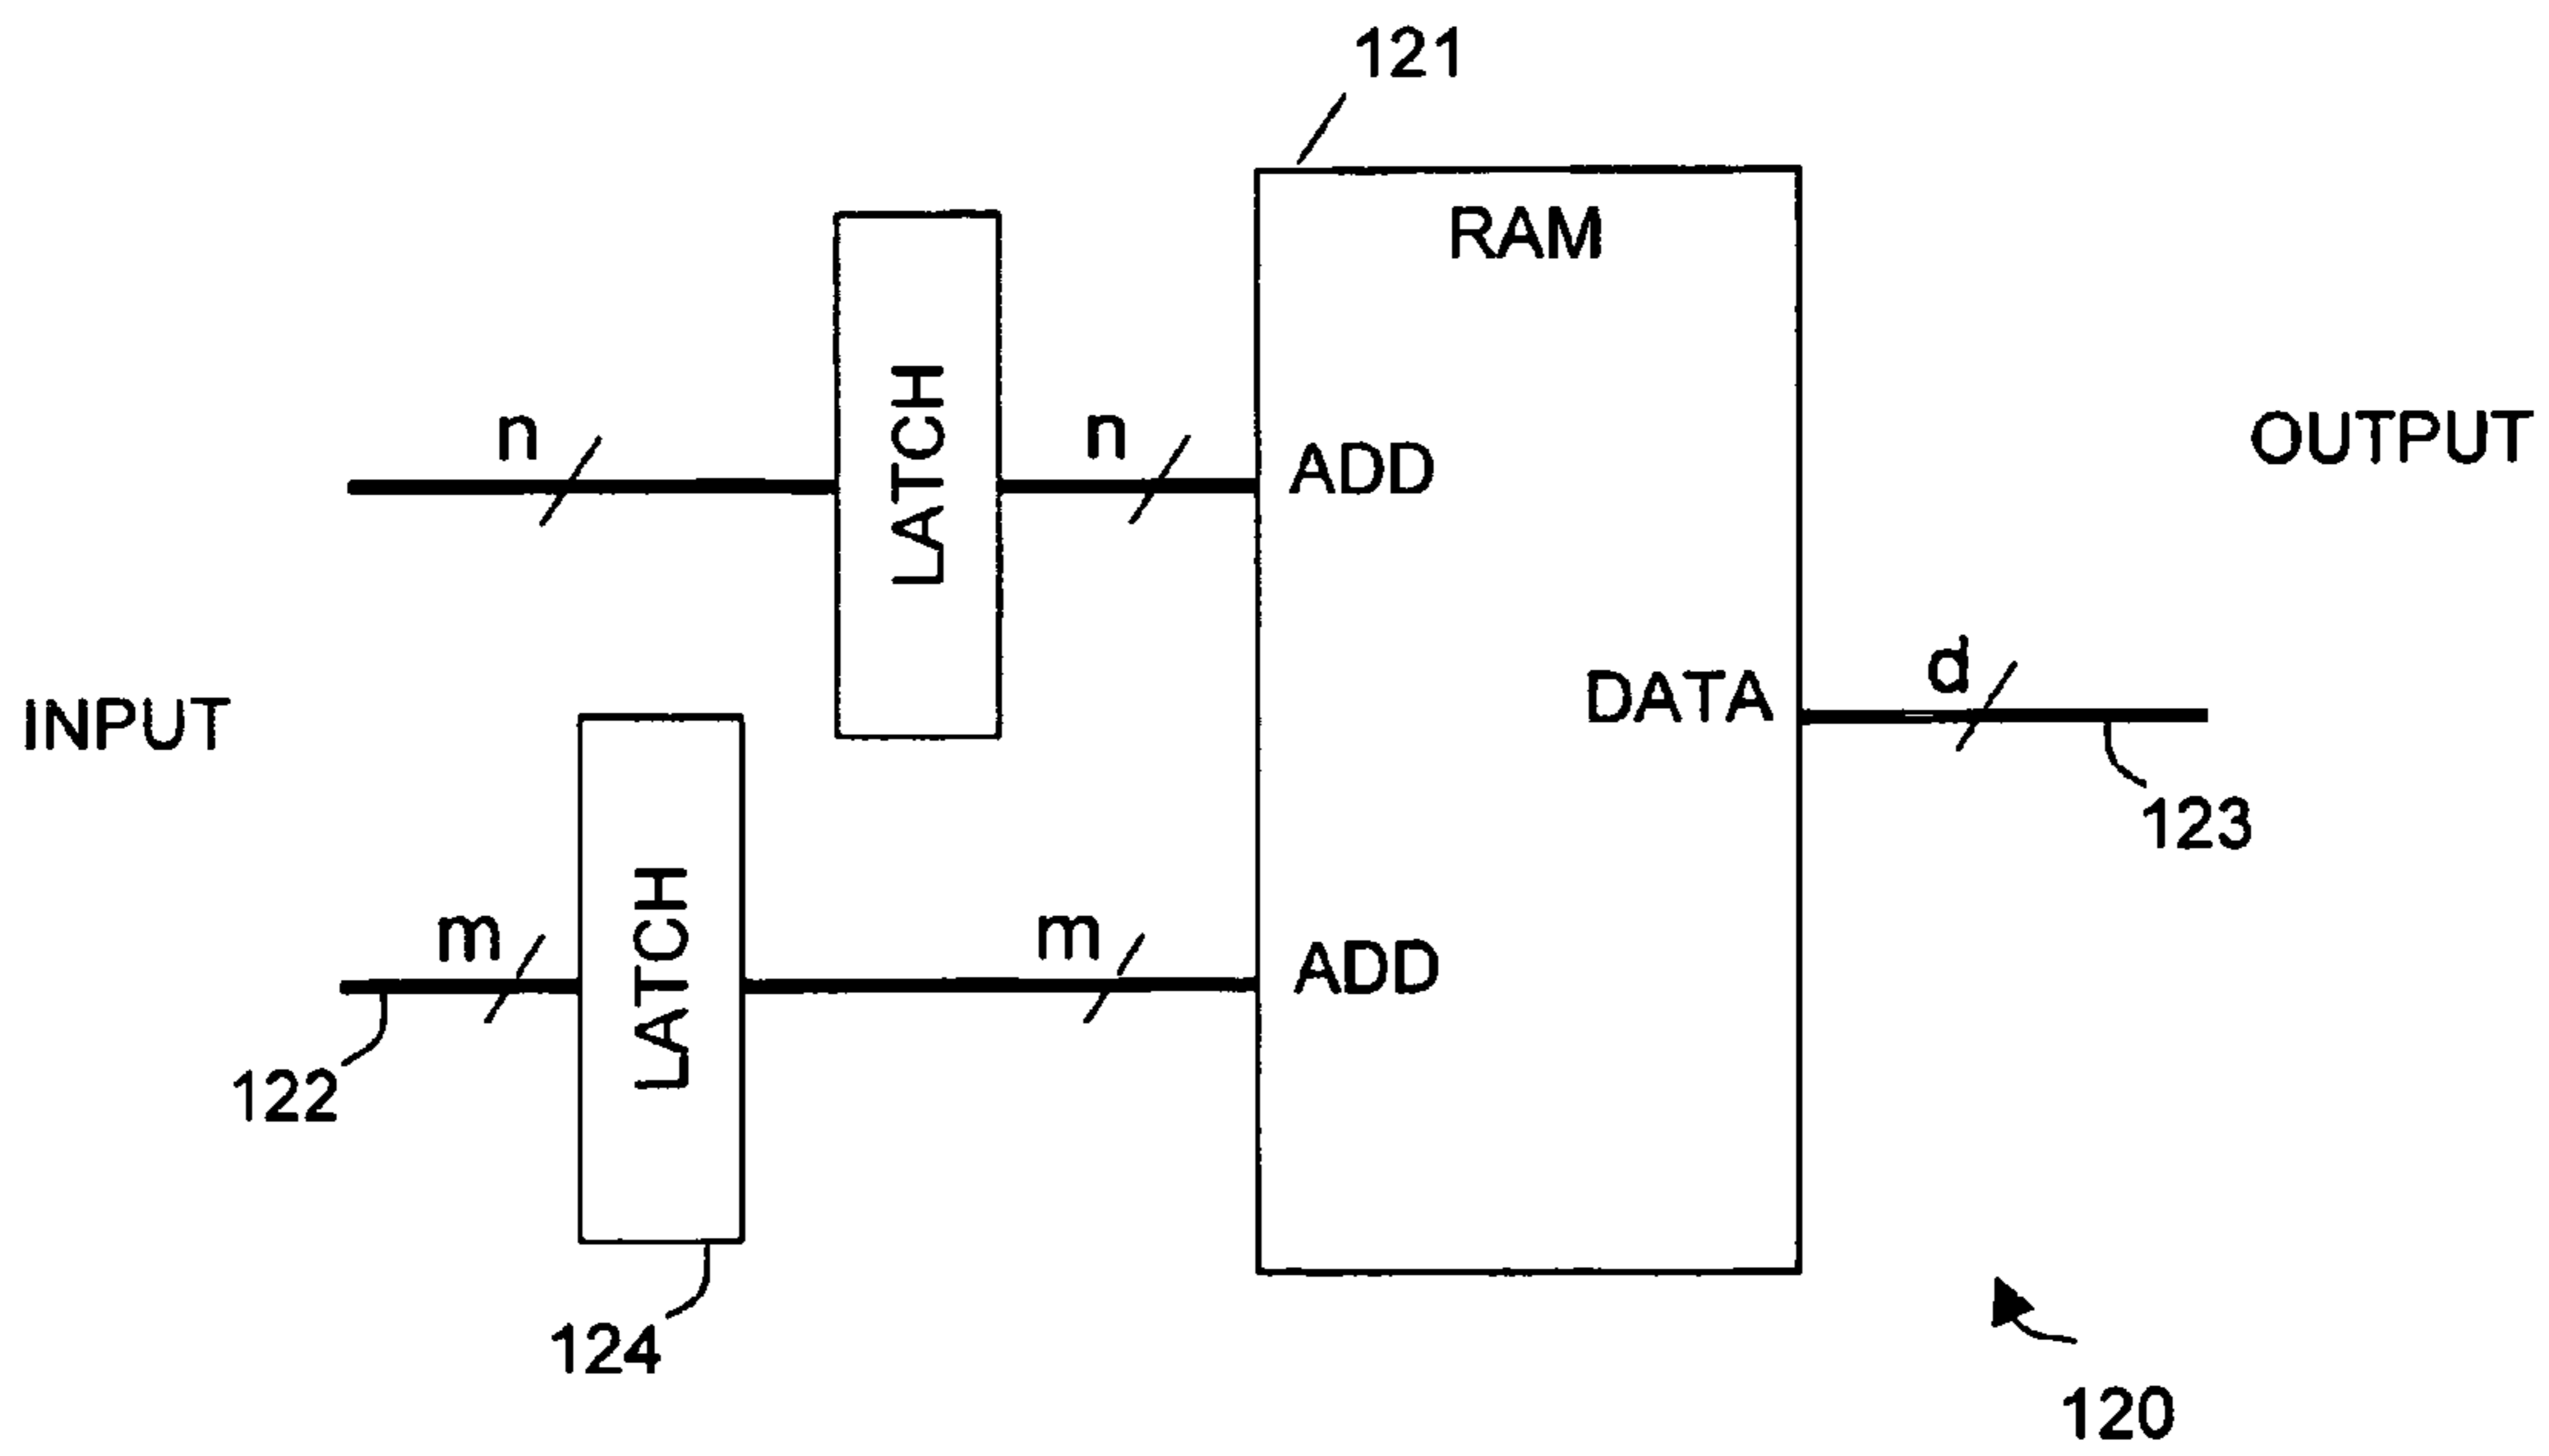 121
RAM
LATCH
n
n
ADD
OUTPUT
INPUT
DATA
d
123
LATCH
m
m
ADD
122
124
120